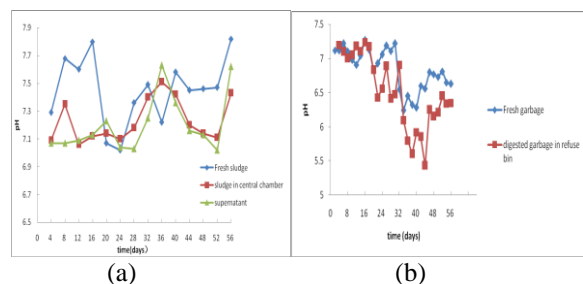 7.9
7.7
7.5
7.3
7.1
6.9
6.7
6.5
pH
0 4 8 12 16 20 24 28 32 36 40 44 48 52 56
time(days)
Fresh sludge
sludge in central chamber
supernatant
(a)
7.5
7
6.5
6
5.5
5
pH
0 8 16 24 32 40 48 56
time (days)
Fresh garbage
digested garbage in refuse
bin
(b)